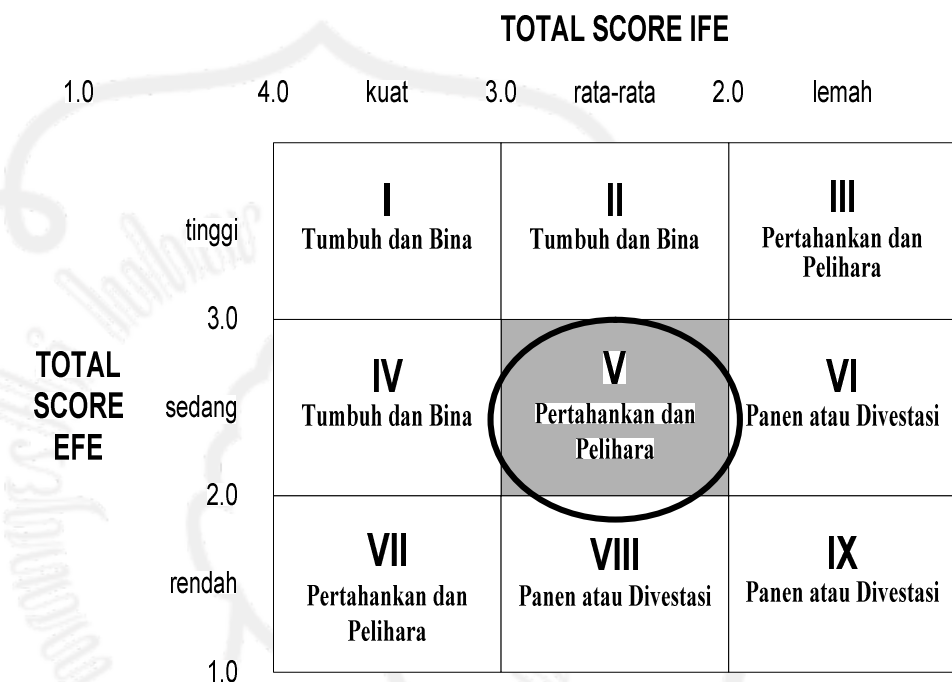 TOTAL SCORE IFE
1.0 4.0 kuat 3.0 rata-rata 2.0 lemah
tinggi
I
Tumbuh dan Bina
II
Tumbuh dan Bina
III
Pertahankan dan
Pelihara
3.0
TOTAL
SCORE
EFE
sedang
IV
Tumbuh dan Bina
V
Pertahankan dan
Pelihara
VI
Panen atau Divestasi
2.0
rendah
VII
Pertahankan dan
Pelihara
VIII
Panen atau Divestasi
IX
Panen atau Divestasi
1.0